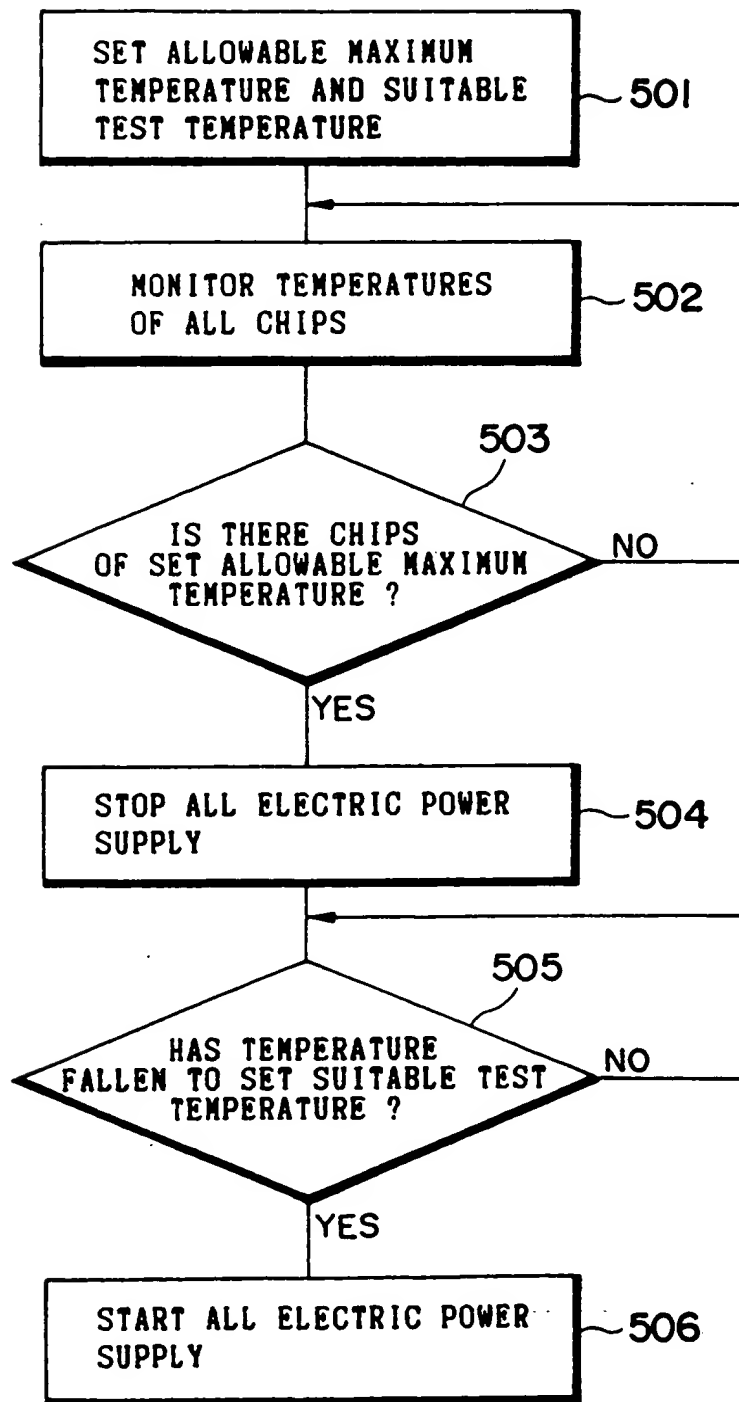 SET ALLOWABLE MAXIMUM
TEMPERATURE AND SUITABLE
TEST TEMPERATURE
501
MONITOR TEMPERATURES
OF ALL CHIPS
502
503
IS THERE CHIPS
OF SET ALLOWABLE MAXIMUM
TEMPERATURE ?
NO
YES
STOP ALL ELECTRIC POWER
SUPPLY
504
505
HAS TEMPERATURE
FALLEN TO SET SUITABLE TEST
TEMPERATURE ?
NO
YES
START ALL ELECTRIC POWER
SUPPLY
506